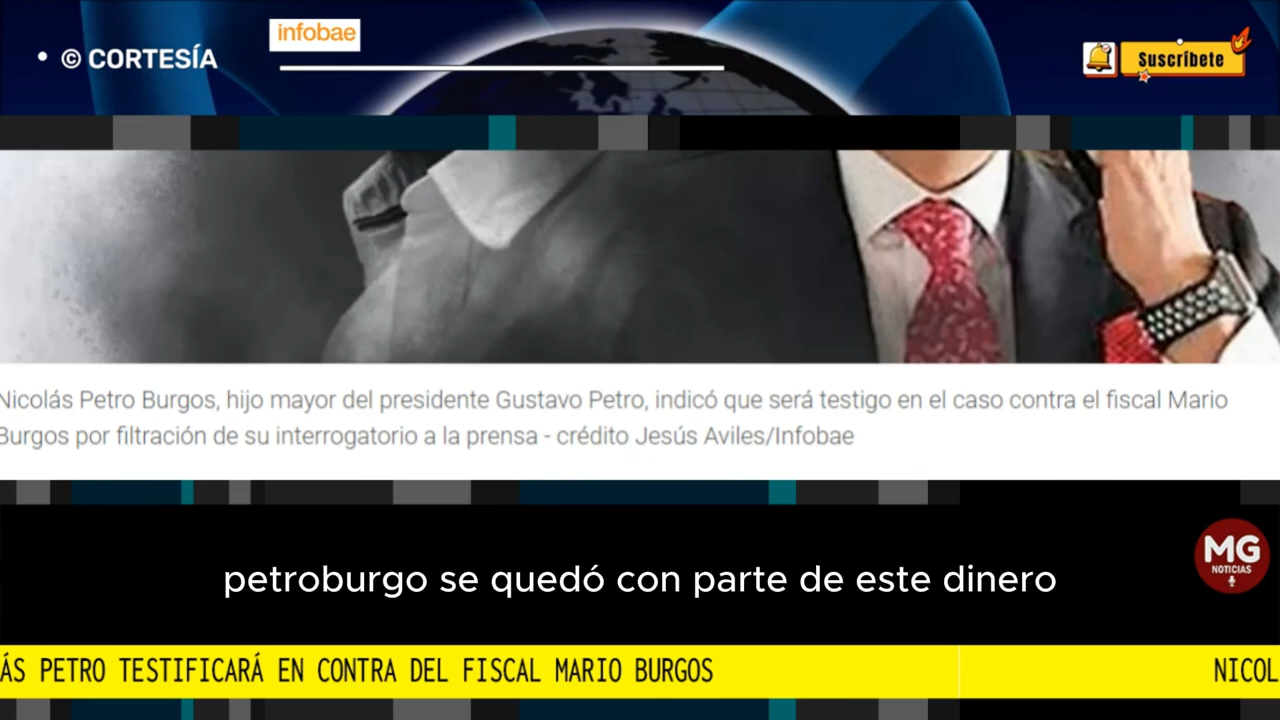 infobae
© CORTESÍA
Suscríbete
Nicolás Petro Burgos, hijo mayor del presidente Gustavo Petro, indicó que será testigo en el caso contra el fiscal Mario
Burgos por filtración de su interrogatorio a la prensa - crédito Jesús Aviles/Infobae
MG
NOTICIAS
petroburgo se quedó con parte de este dinero
ÁS PETRO TESTIFICARÁ EN CONTRA DEL FISCAL MARIO BURGOS NICOL